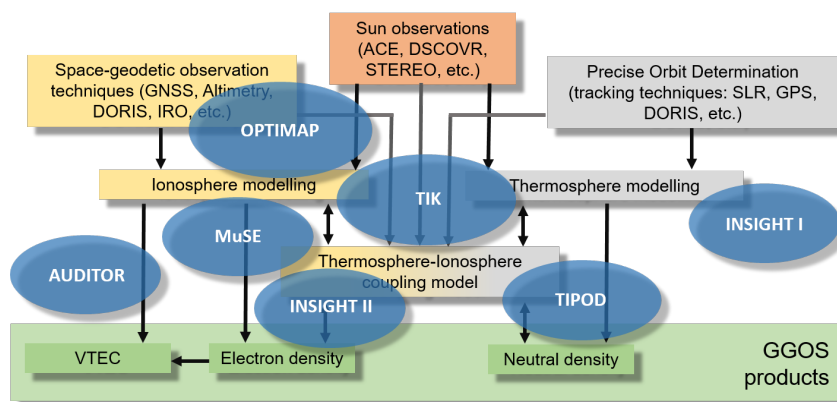 Sun observations
(ACE, DSCOVR,
STEREO, etc.)
Space-geodetic observation
techniques (GNSS, Altimetry,
DORIS, IRO, etc.)
Precise Orbit Determination
(tracking techniques: SLR, GPS,
DORIS, etc.)
OPTIMAP
Ionosphere modelling
TIK
Thermosphere modelling
MuSE
INSIGHT I
AUDITOR
Thermosphere-Ionosphere
coupling model
INSIGHT II
TIPOD
VTEC
Electron density
Neutral density
GGOS
products